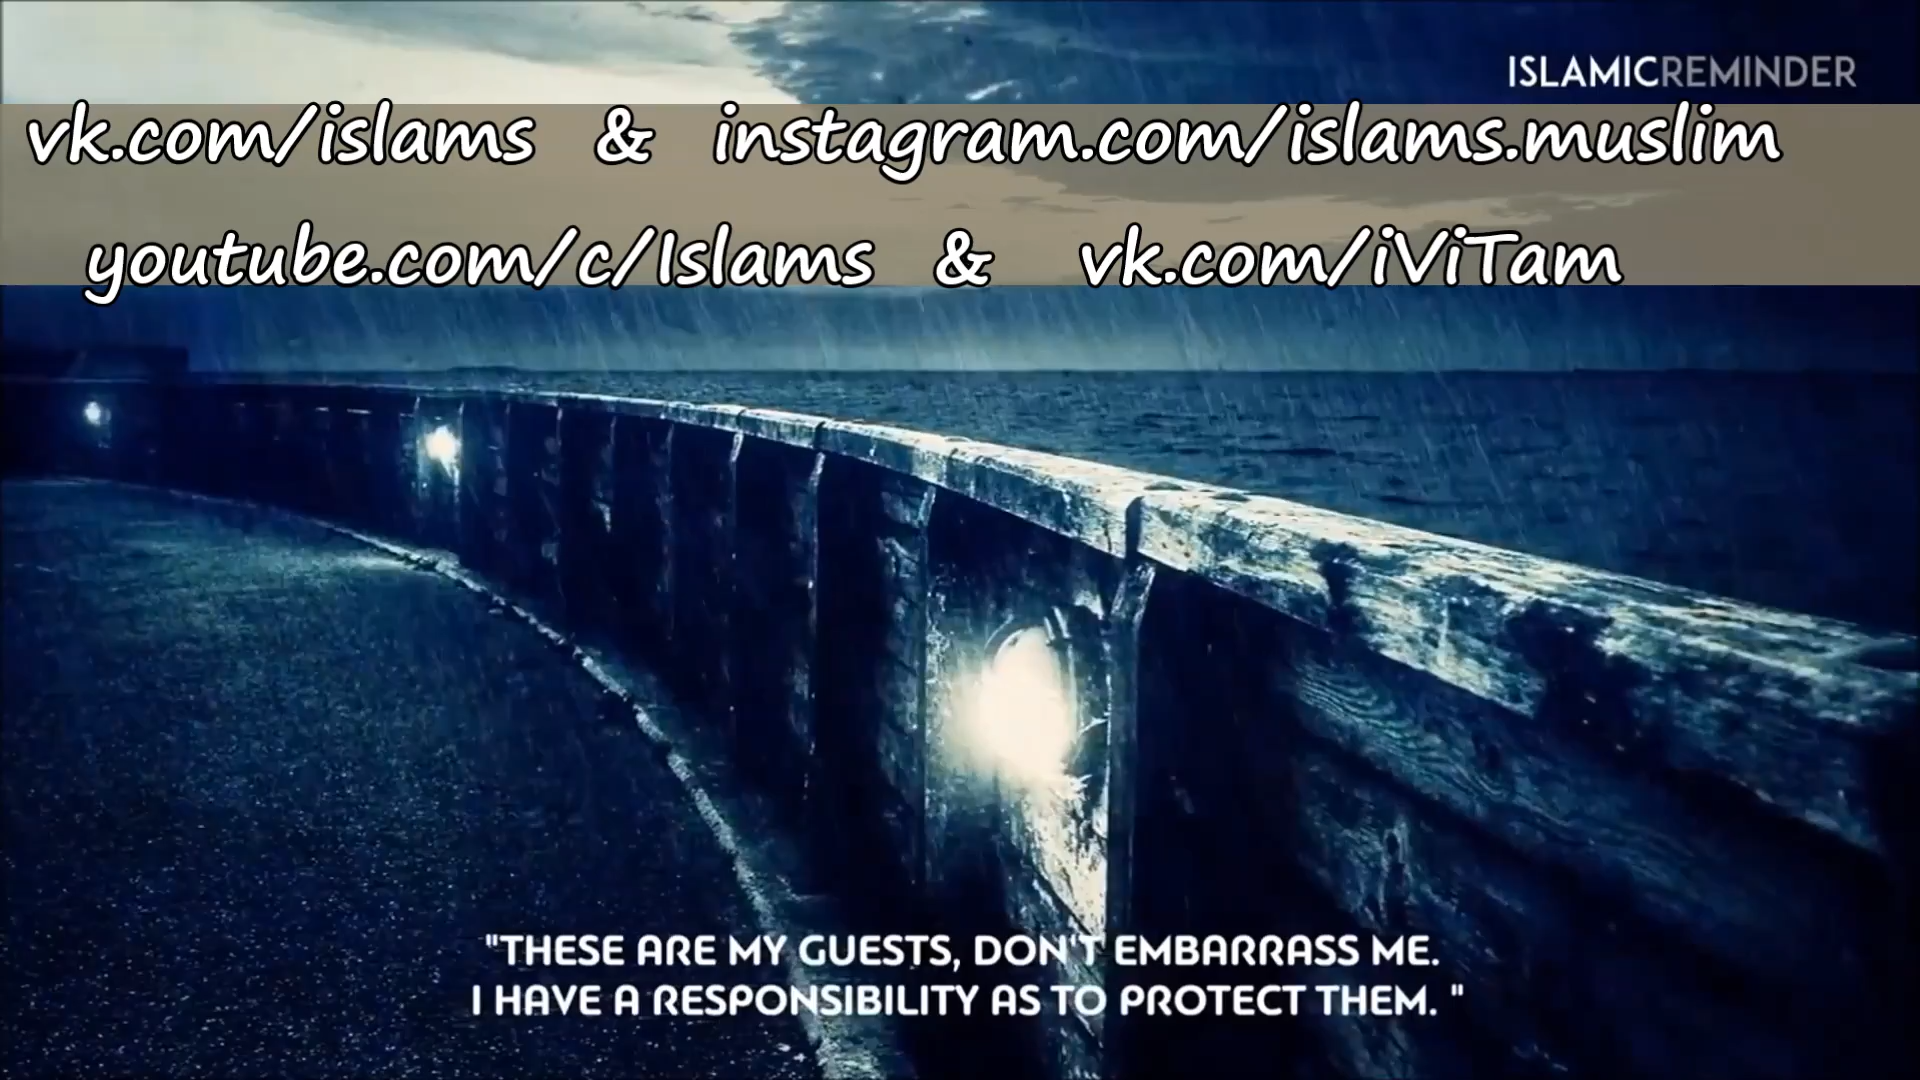 ISLAMICREMINDER
vk.com/islams & instagram.com/islams.muslim
youtube.com/c/Islams & vk.com/iViTam
"THESE ARE MY GUESTS, DON'T EMBARRASS ME.
I HAVE A RESPONSIBILITY AS TO PROTECT THEM. "